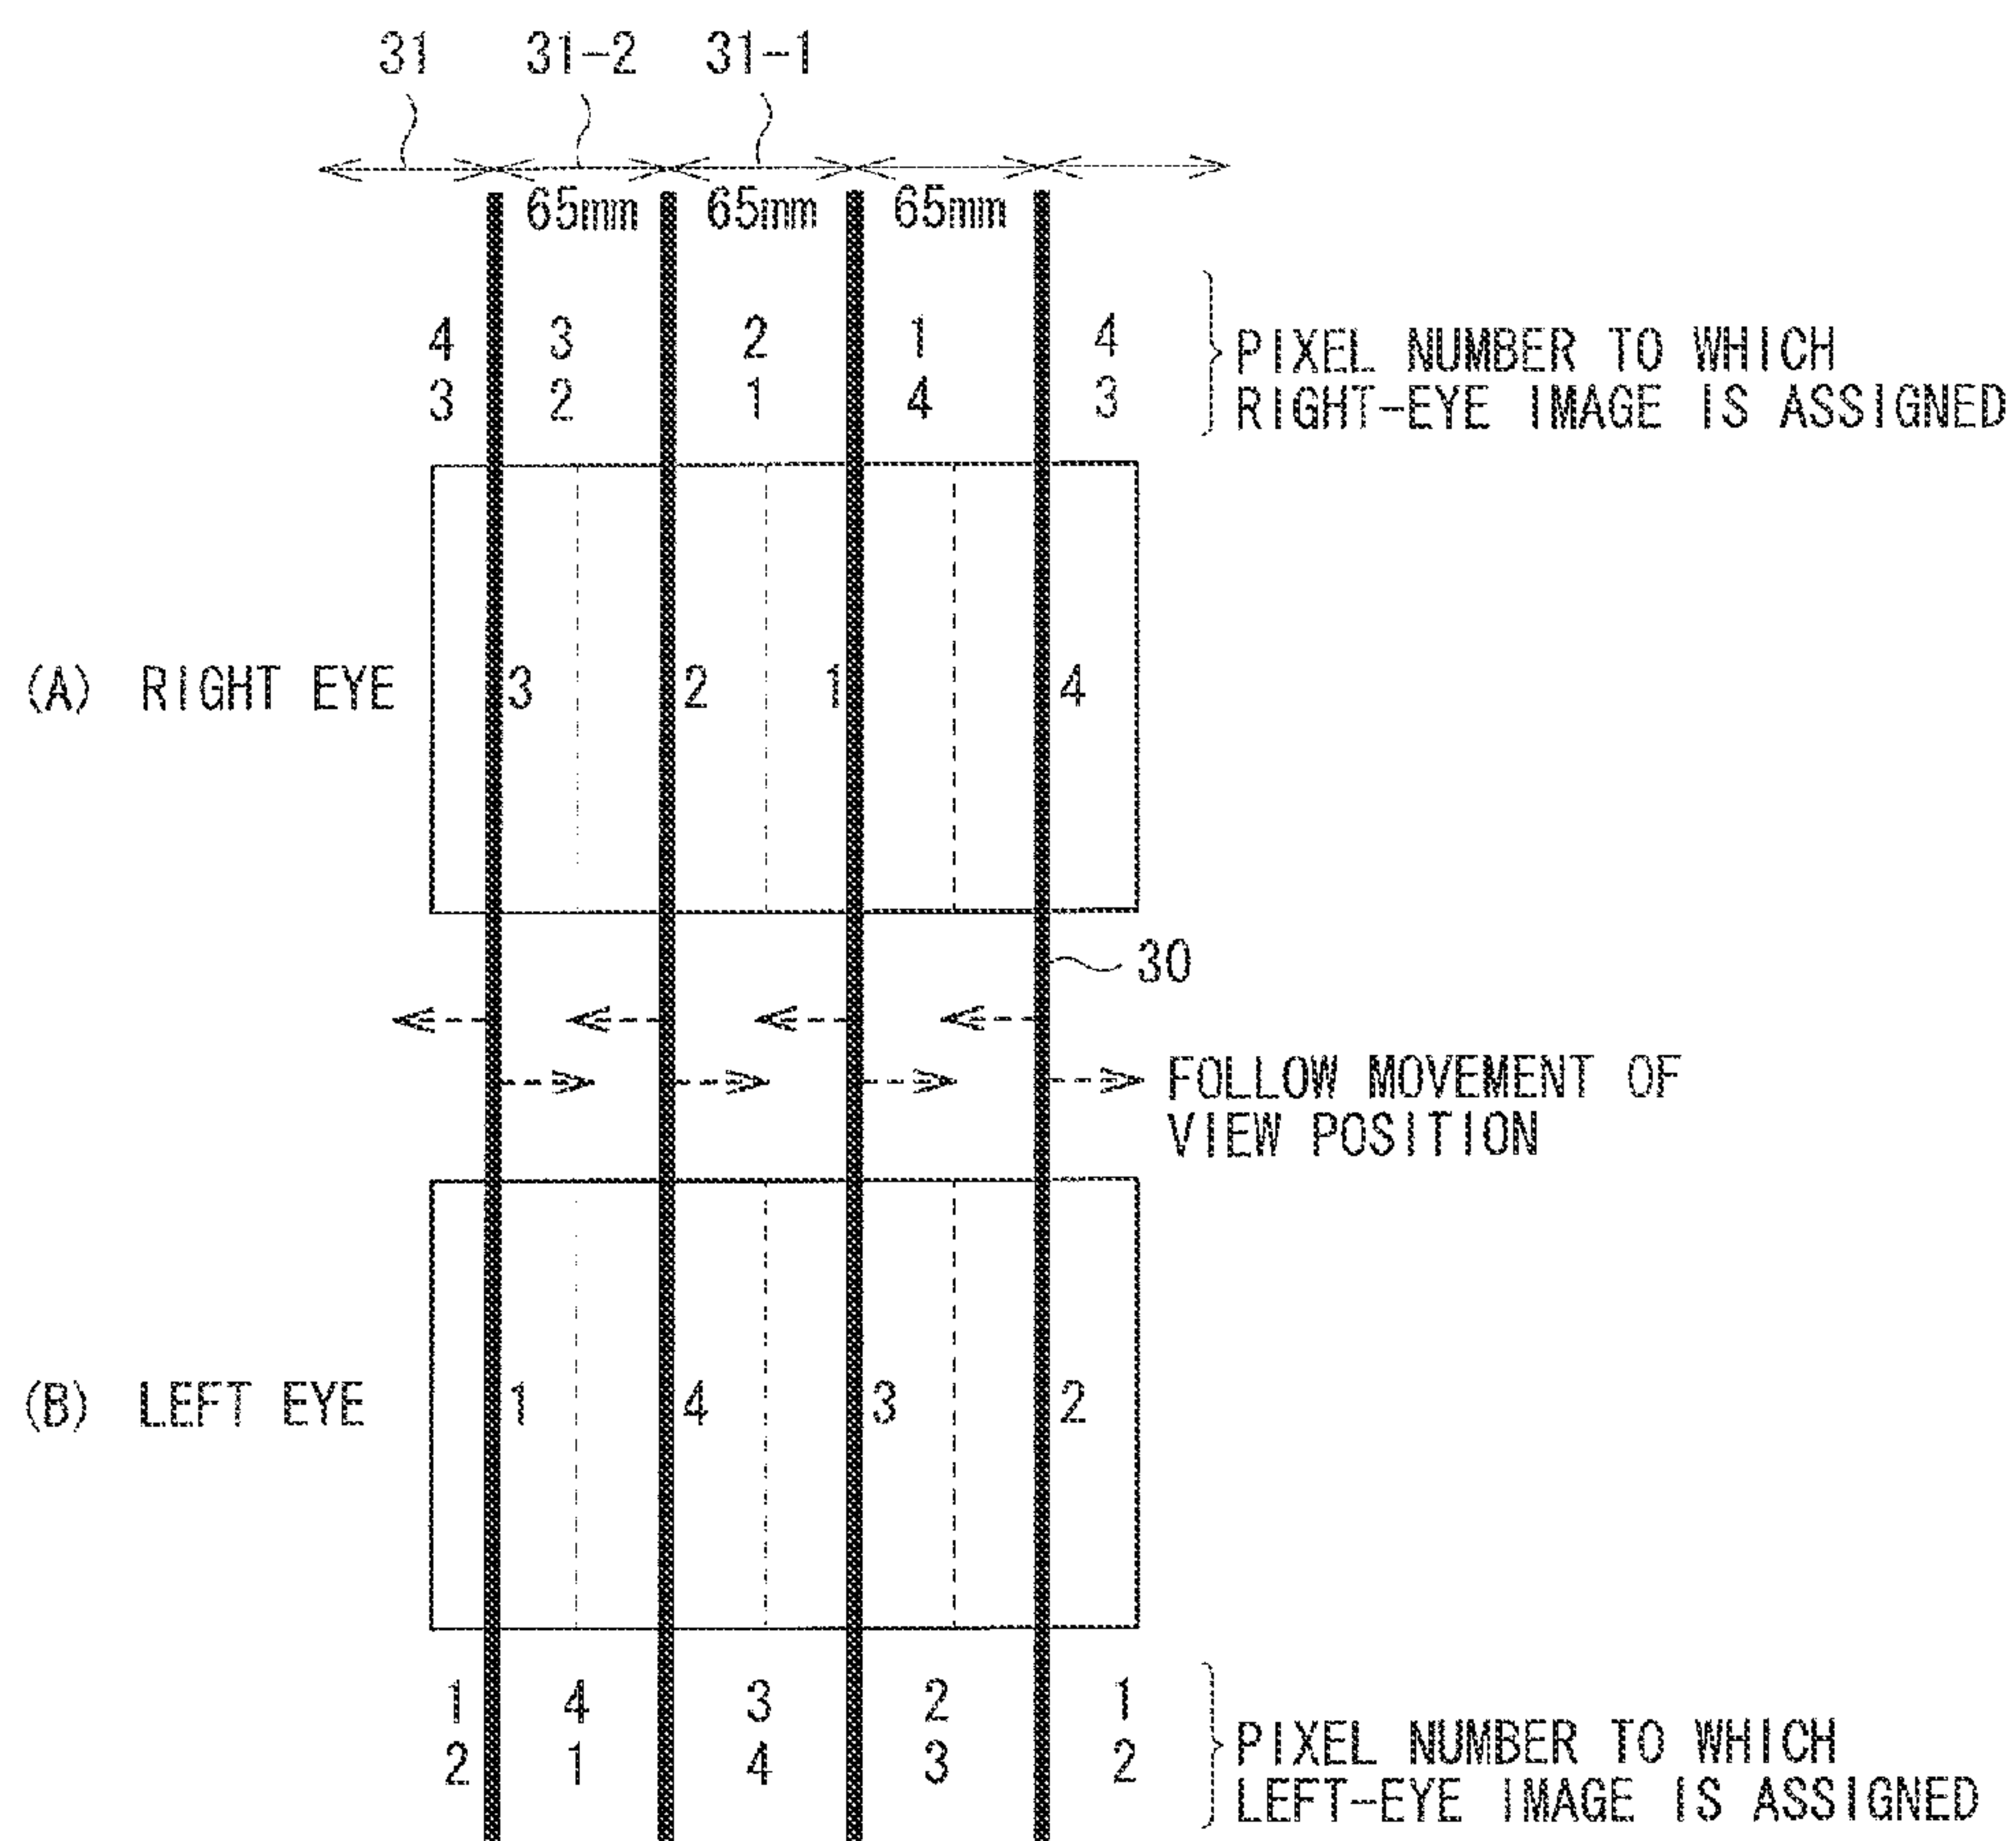 31 31-2 31-1
65mm 65mm 65mm
4 3 2 1 4
3 2 1 4 3
PIXEL NUMBER TO WHICH
RIGHT-EYE IMAGE IS ASSIGNED
(A) RIGHT EYE 3 2 1 4
30
FOLLOW MOVEMENT OF
VIEW POSITION
(B) LEFT EYE 1 4 3 2
1 4 3 2 1
2 1 4 3 2
PIXEL NUMBER TO WHICH
LEFT-EYE IMAGE IS ASSIGNED